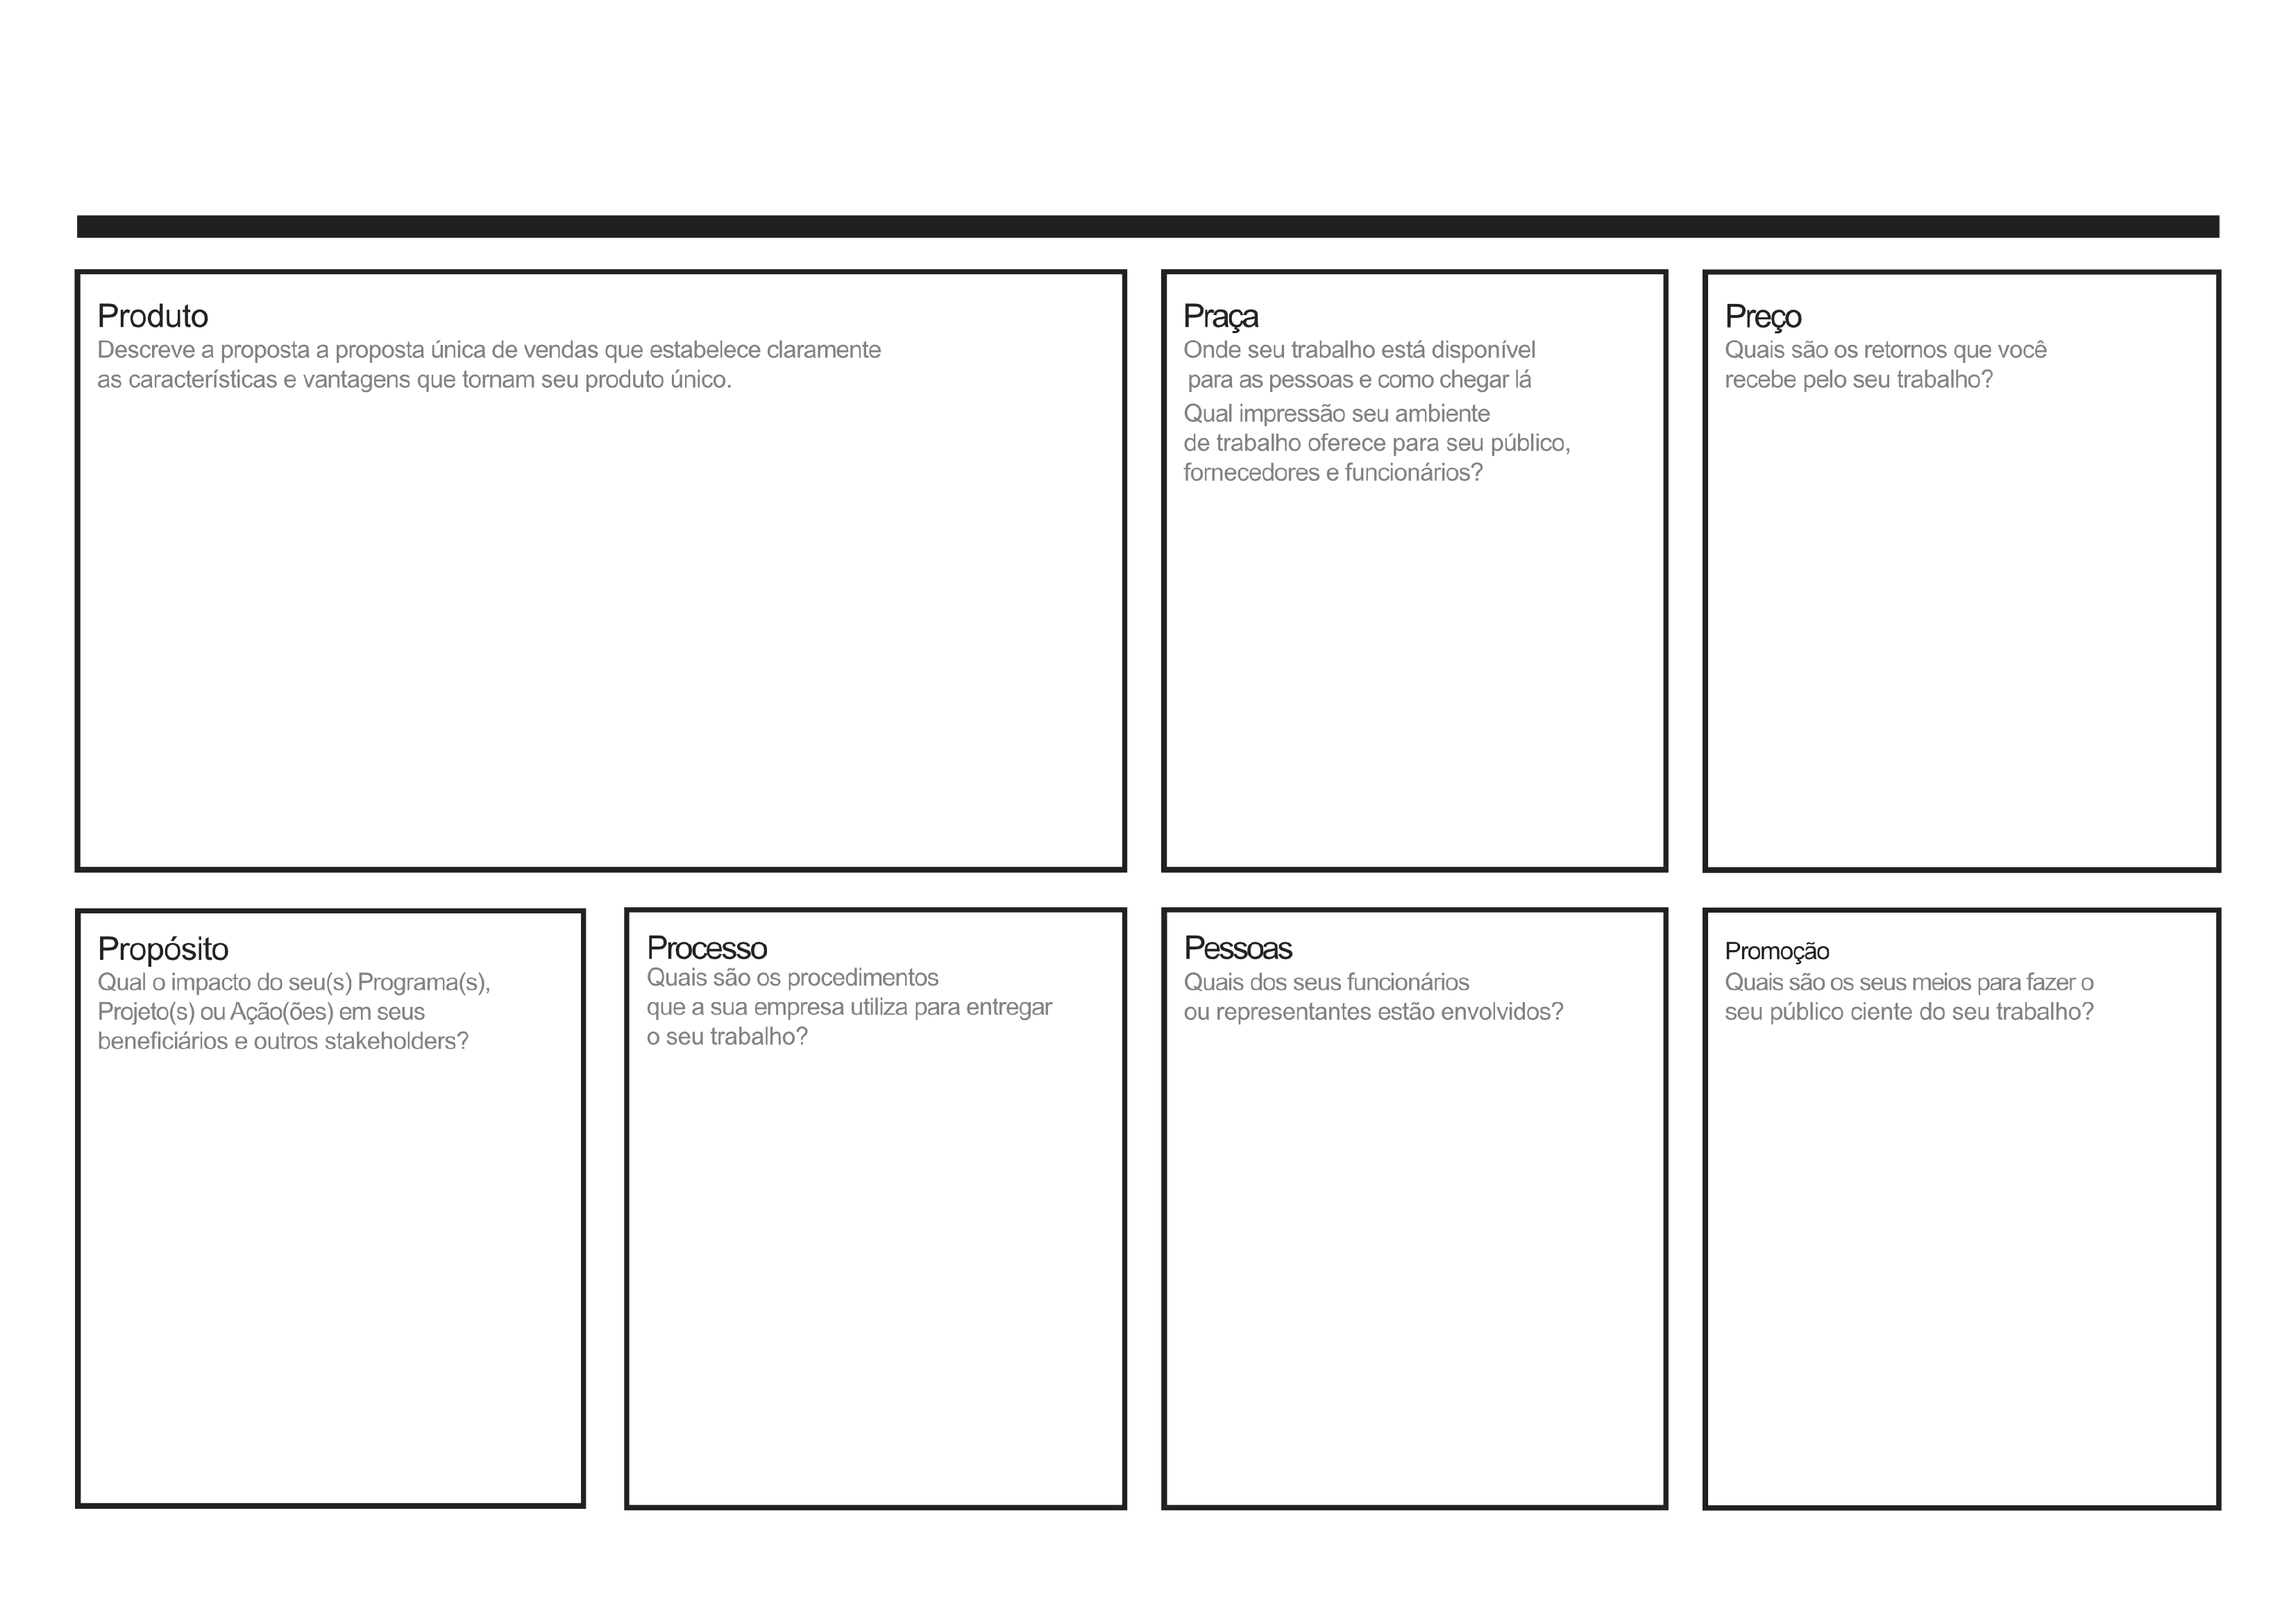 Produto
Descreve a proposta a proposta única de vendas que estabelece claramente
as características e vantagens que tornam seu produto único.
Praça
Onde seu trabalho está disponível
para as pessoas e como chegar lá
Qual impressão seu ambiente
de trabalho oferece para seu público,
fornecedores e funcionários?
Preço
Quais são os retornos que você
recebe pelo seu trabalho?
Propósito
Qual o impacto do seu(s) Programa(s),
Projeto(s) ou Ação(ões) em seus
beneficiários e outros stakeholders?
Processo
Quais são os procedimentos
que a sua empresa utiliza para entregar
o seu trabalho?
Pessoas
Quais dos seus funcionários
ou representantes estão envolvidos?
Promoção
Quais são os seus meios para fazer o
seu público ciente do seu trabalho?